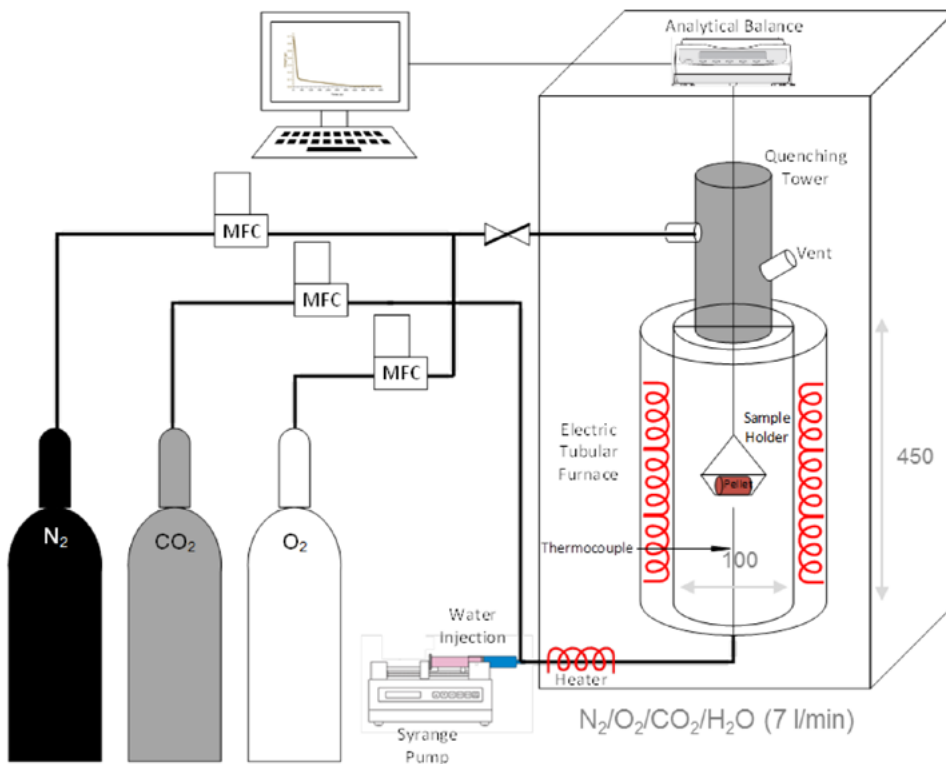 Analytical Balance
Quenching
Tower
MFC
Vent
MFC
MFC
Sample
Holder
Electric
Tubular
Furnace
450
Pellet
N₂
CO₂
O₂
Thermocouple
100
Water
Injection
Heater
Syrange
Pump
N₂/O₂/CO₂/H₂O (7 l/min)